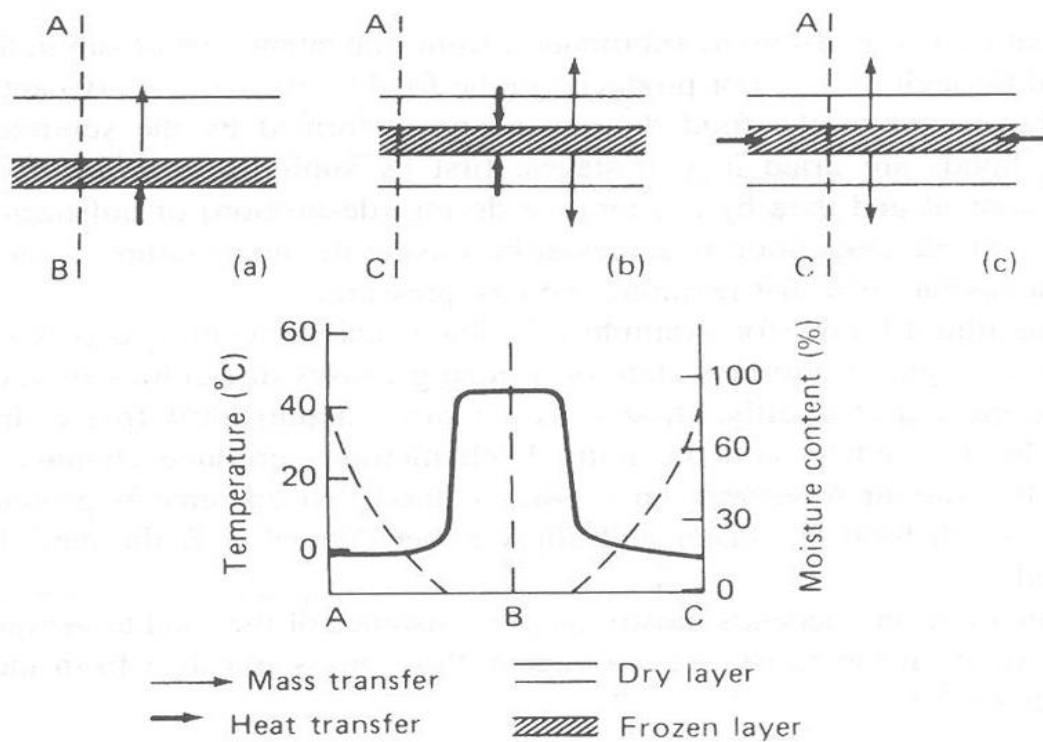 A
A
A
B
(a)
C
(b)
C
(c)
Temperature (°C)
60
40
20
0
100
60
30
0
Moisture content (%)
A
B
C
Mass transfer
Dry layer
Heat transfer
Frozen layer